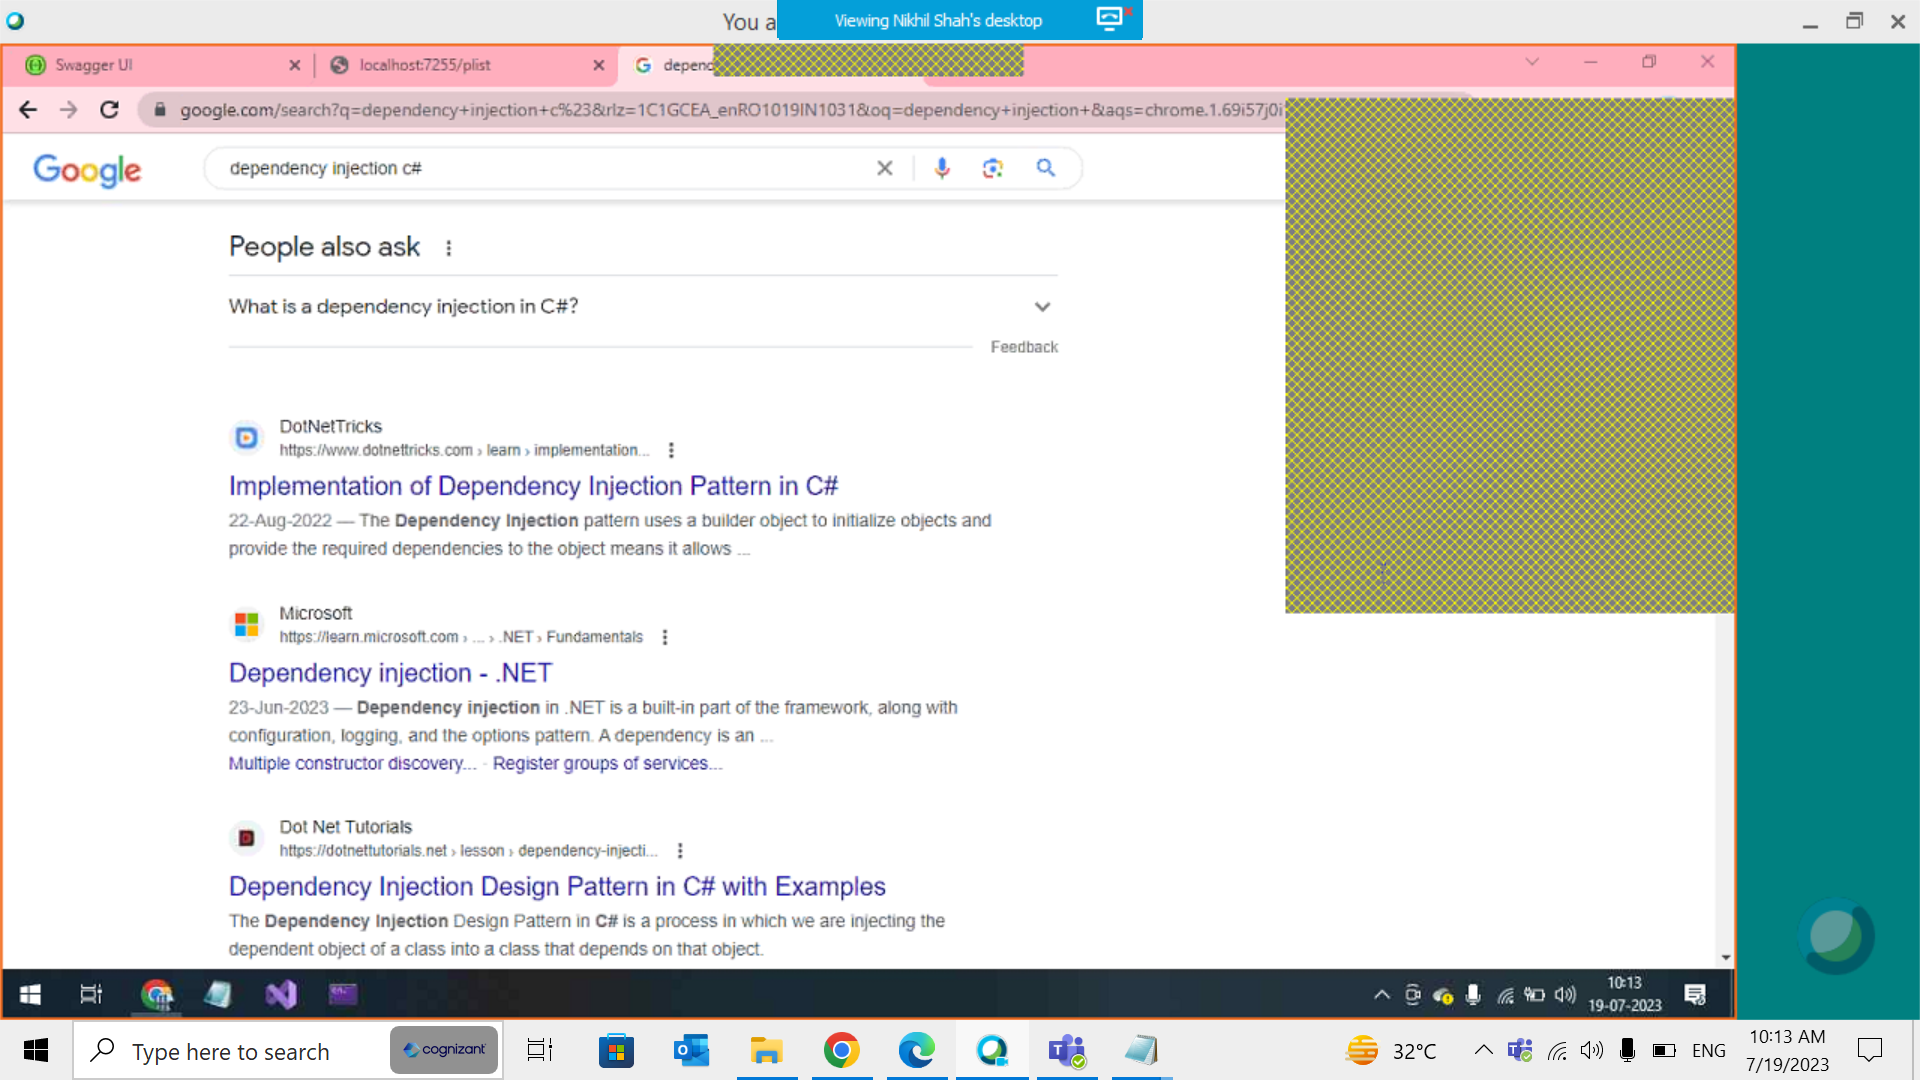 You a
Viewing Nikhil Shah's desktop
Swagger UI
localhost:7255/plist
depend
google.com/search?q=dependency+injection+c%23&rlz=1C1GCEA_enRO1019IN1031&oq=dependency+injection+&aqs=chrome.1.69i57j0i
Google
dependency injection c#
People also ask
What is a dependency injection in C#?
Feedback
DotNetTricks
https://www.dotnettricks.com › learn › implementation...
Implementation of Dependency Injection Pattern in C#
22-Aug-2022 — The Dependency Injection pattern uses a builder object to initialize objects and
provide the required dependencies to the object means it allows ...
Microsoft
https://learn.microsoft.com › ... › .NET › Fundamentals
Dependency injection - .NET
23-Jun-2023 — Dependency injection in .NET is a built-in part of the framework, along with
configuration, logging, and the options pattern. A dependency is an ...
Multiple constructor discovery... · Register groups of services...
Dot Net Tutorials
https://dotnettutorials.net › lesson › dependency-injecti...
Dependency Injection Design Pattern in C# with Examples
The Dependency Injection Design Pattern in C# is a process in which we are injecting the
dependent object of a class into a class that depends on that object.
10:13
19-07-2023
Type here to search
cognizant
32°C
ENG
10:13 AM
7/19/2023